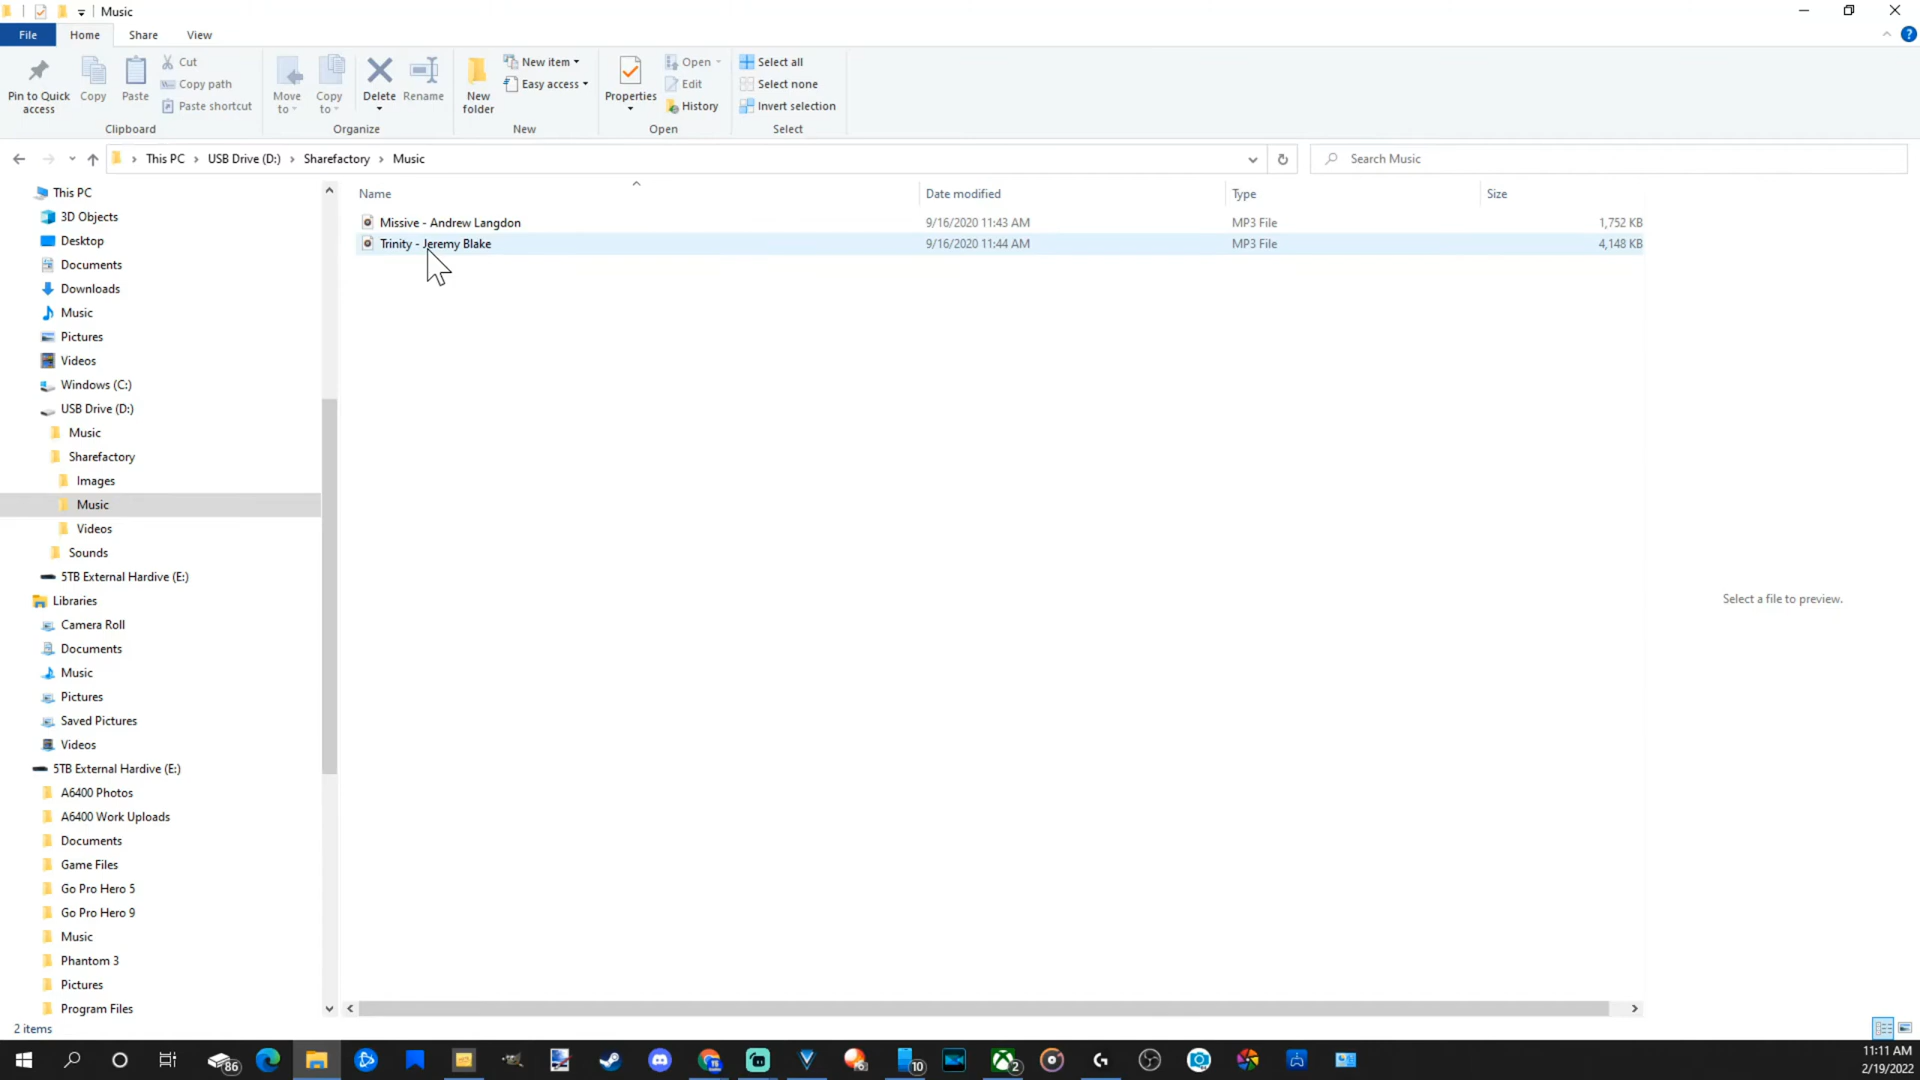 Music
File Home Share View
Pin to Quick access
Copy
Paste
Cut
Copy path
Paste shortcut
Clipboard
Move to
Copy to
Delete
Rename
Organize
New folder
New item
Easy access
New
Properties
Open
Edit
History
Open
Select all
Select none
Invert selection
Select
This PC > USB Drive (D:) > Sharefactory > Music
Search Music
Name Date modified Type Size
Missive - Andrew Langdon 9/16/2020 11:43 AM MP3 File 1,752 KB
Trinity - Jeremy Blake 9/16/2020 11:44 AM MP3 File 4,148 KB
This PC
3D Objects
Desktop
Documents
Downloads
Music
Pictures
Videos
Windows (C:)
USB Drive (D:)
Music
Sharefactory
Images
Music
Videos
Sounds
5TB External Hardive (E:)
Libraries
Camera Roll
Documents
Music
Pictures
Saved Pictures
Videos
5TB External Hardive (E:)
A6400 Photos
A6400 Work Uploads
Documents
Game Files
Go Pro Hero 5
Go Pro Hero 9
Music
Phantom 3
Pictures
Program Files
Select a file to preview.
2 items
86
10
2
11:11 AM
2/19/2022